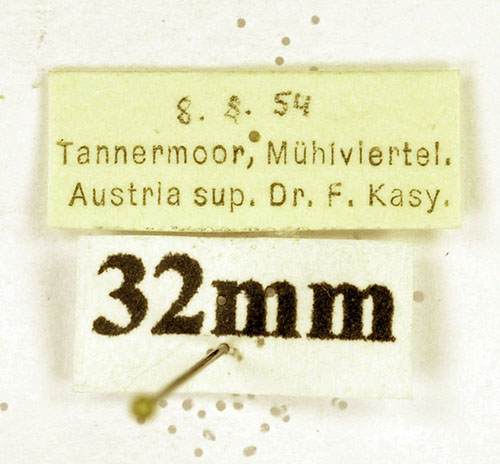 8. 8. 54
Tannermoor, Mühlviertel.
Austria sup. Dr. F. Kasy.
32mm